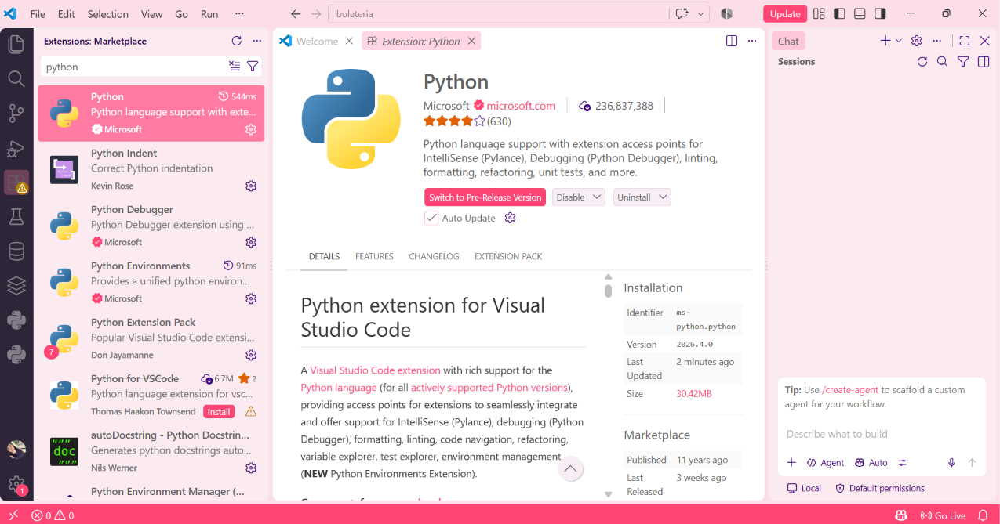 File Edit Selection View Go Run ··· boleteria Update
Extensions: Marketplace
python
Python 544ms
Python language support with exte...
Microsoft
Python Indent
Correct Python indentation
Kevin Rose
Python Debugger
Python Debugger extension using ...
Microsoft
Python Environments 91ms
Provides a unified python environ...
Microsoft
Python Extension Pack
Popular Visual Studio Code extensi...
7
Don Jayamanne
Python for VSCode 6.7M 2
Python language extension for vsc...
Thomas Haakon Townsend Install
autoDocstring - Python Docstrin...
"""
doc
"""
Generates python docstrings auto...
Nils Werner
Python Environment Manager (...
1
Welcome
Extension: Python
Python
Microsoft microsoft.com 236,837,388
(630)
Python language support with extension access points for
IntelliSense (Pylance), Debugging (Python Debugger), linting,
formatting, refactoring, unit tests, and more.
Switch to Pre-Release Version Disable Uninstall
Auto Update
DETAILS FEATURES CHANGELOG EXTENSION PACK
Python extension for Visual
Studio Code
A Visual Studio Code extension with rich support for the
Python language (for all actively supported Python versions),
providing access points for extensions to seamlessly integrate
and offer support for IntelliSense (Pylance), debugging (Python
Debugger), formatting, linting, code navigation, refactoring,
variable explorer, test explorer, environment management
(NEW Python Environments Extension).
Installation
Identifier ms-
python.python
Version 2026.4.0
Last 2 minutes ago
Updated
Size 30.42MB
Marketplace
Published 11 years ago
Last 3 weeks ago
Released
Chat
Sessions
Tip: Use /create-agent to scaffold a custom
agent for your workflow.
Describe what to build
Agent Auto
Local Default permissions
0 0 Go Live